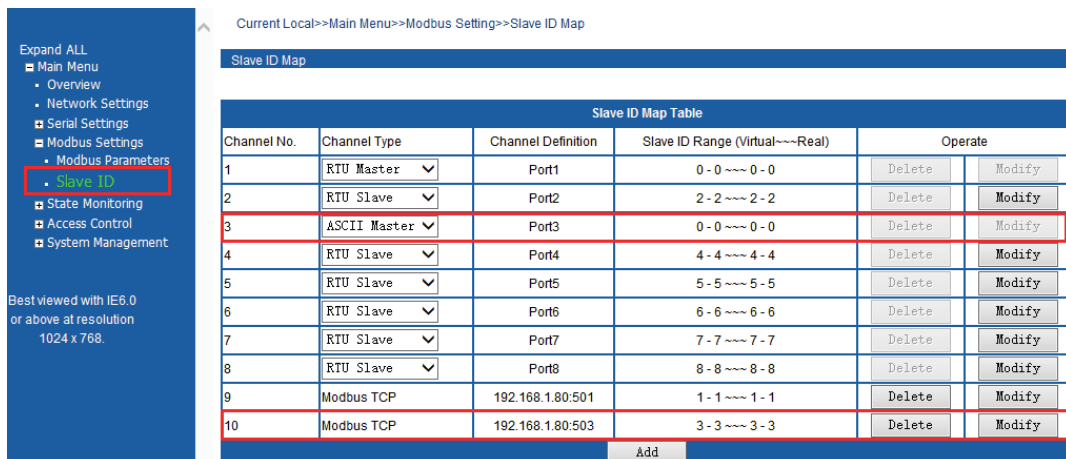 Current Local>>Main Menu>>Modbus Setting>>Slave ID Map
Expand ALL
Main Menu
Overview
Network Settings
Serial Settings
Modbus Settings
Modbus Parameters
Slave ID
State Monitoring
Access Control
System Management
Best viewed with IE6.0
or above at resolution
1024 x 768.
Slave ID Map
Slave ID Map Table
Channel No. Channel Type Channel Definition Slave ID Range (Virtual~~~Real) Operate
1 RTU Master Port1 0 - 0 ~~~ 0 - 0 Delete Modify
2 RTU Slave Port2 2 - 2 ~~~ 2 - 2 Delete Modify
3 ASCII Master Port3 0 - 0 ~~~ 0 - 0 Delete Modify
4 RTU Slave Port4 4 - 4 ~~~ 4 - 4 Delete Modify
5 RTU Slave Port5 5 - 5 ~~~ 5 - 5 Delete Modify
6 RTU Slave Port6 6 - 6 ~~~ 6 - 6 Delete Modify
7 RTU Slave Port7 7 - 7 ~~~ 7 - 7 Delete Modify
8 RTU Slave Port8 8 - 8 ~~~ 8 - 8 Delete Modify
9 Modbus TCP 192.168.1.80:501 1 - 1 ~~~ 1 - 1 Delete Modify
10 Modbus TCP 192.168.1.80:503 3 - 3 ~~~ 3 - 3 Delete Modify
Add